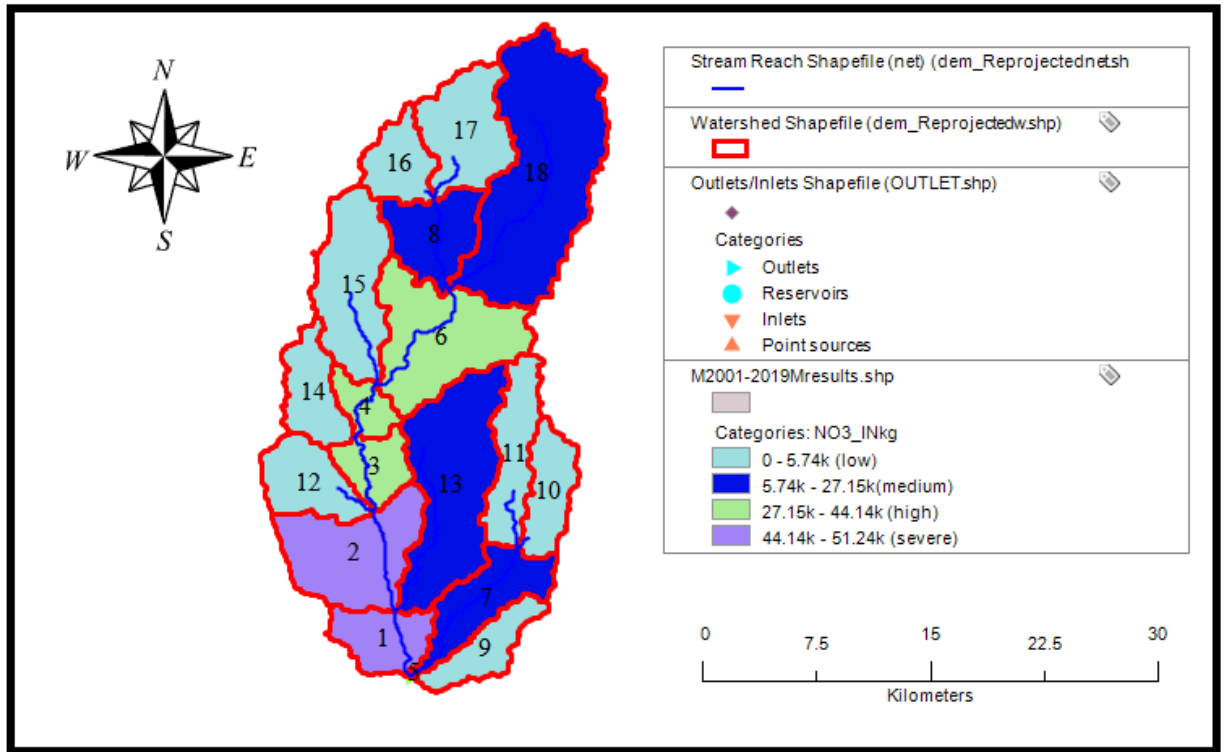 N
W
E
S
17
16
18
8
15
6
14
4
11
3
13
10
12
2
7
1
9
5
Stream Reach Shapefile (net) (dem_Reprojectednet.sh
Watershed Shapefile (dem_Reprojectedw.shp)
Outlets/Inlets Shapefile (OUTLET.shp)
Categories
Outlets
Reservoirs
Inlets
Point sources
M2001-2019Mresults.shp
Categories: NO3_INkg
0 - 5.74k (low)
5.74k - 27.15k(medium)
27.15k - 44.14k (high)
44.14k - 51.24k (severe)
0
7.5
15
22.5
30
Kilometers